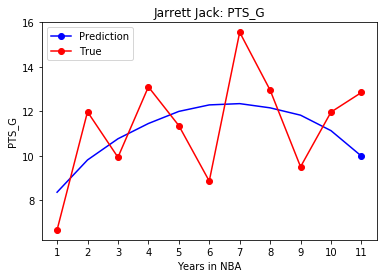 Jarrett Jack: PTS_G
Prediction
True
PTS_G
16
14
12
10
8
1 2 3 4 5 6 7 8 9 10 11
Years in NBA